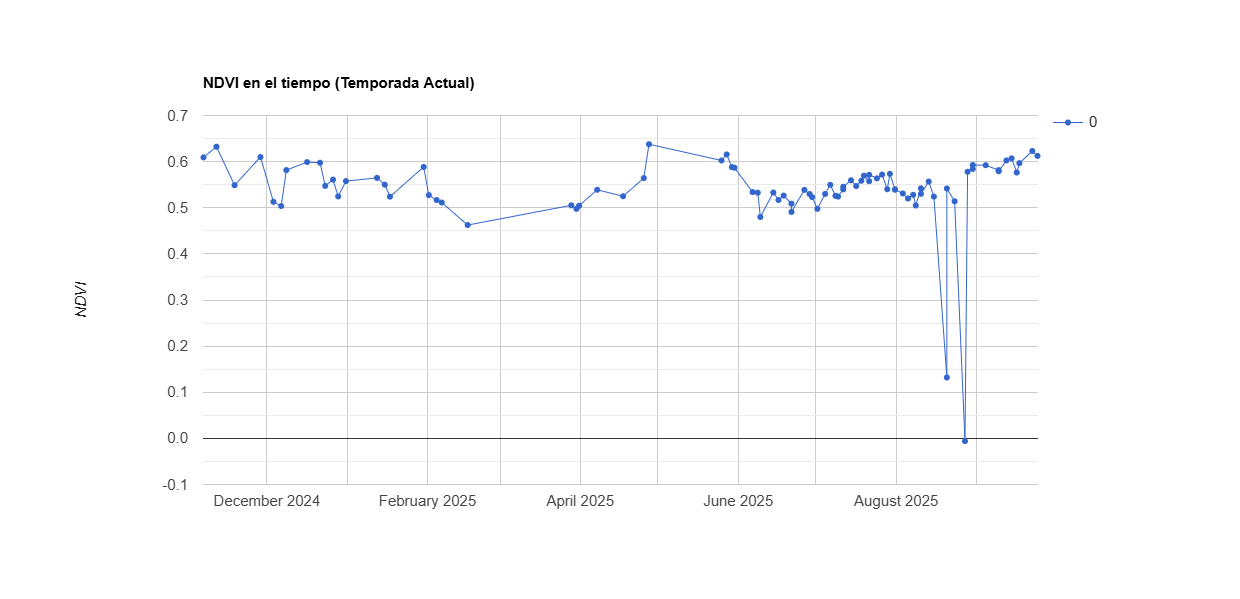 NDVI en el tiempo (Temporada Actual)
0.7
0
0.6
0.5
0.4
0.3
0.2
0.1
0.0
-0.1
NDVI
December 2024
February 2025
April 2025
June 2025
August 2025